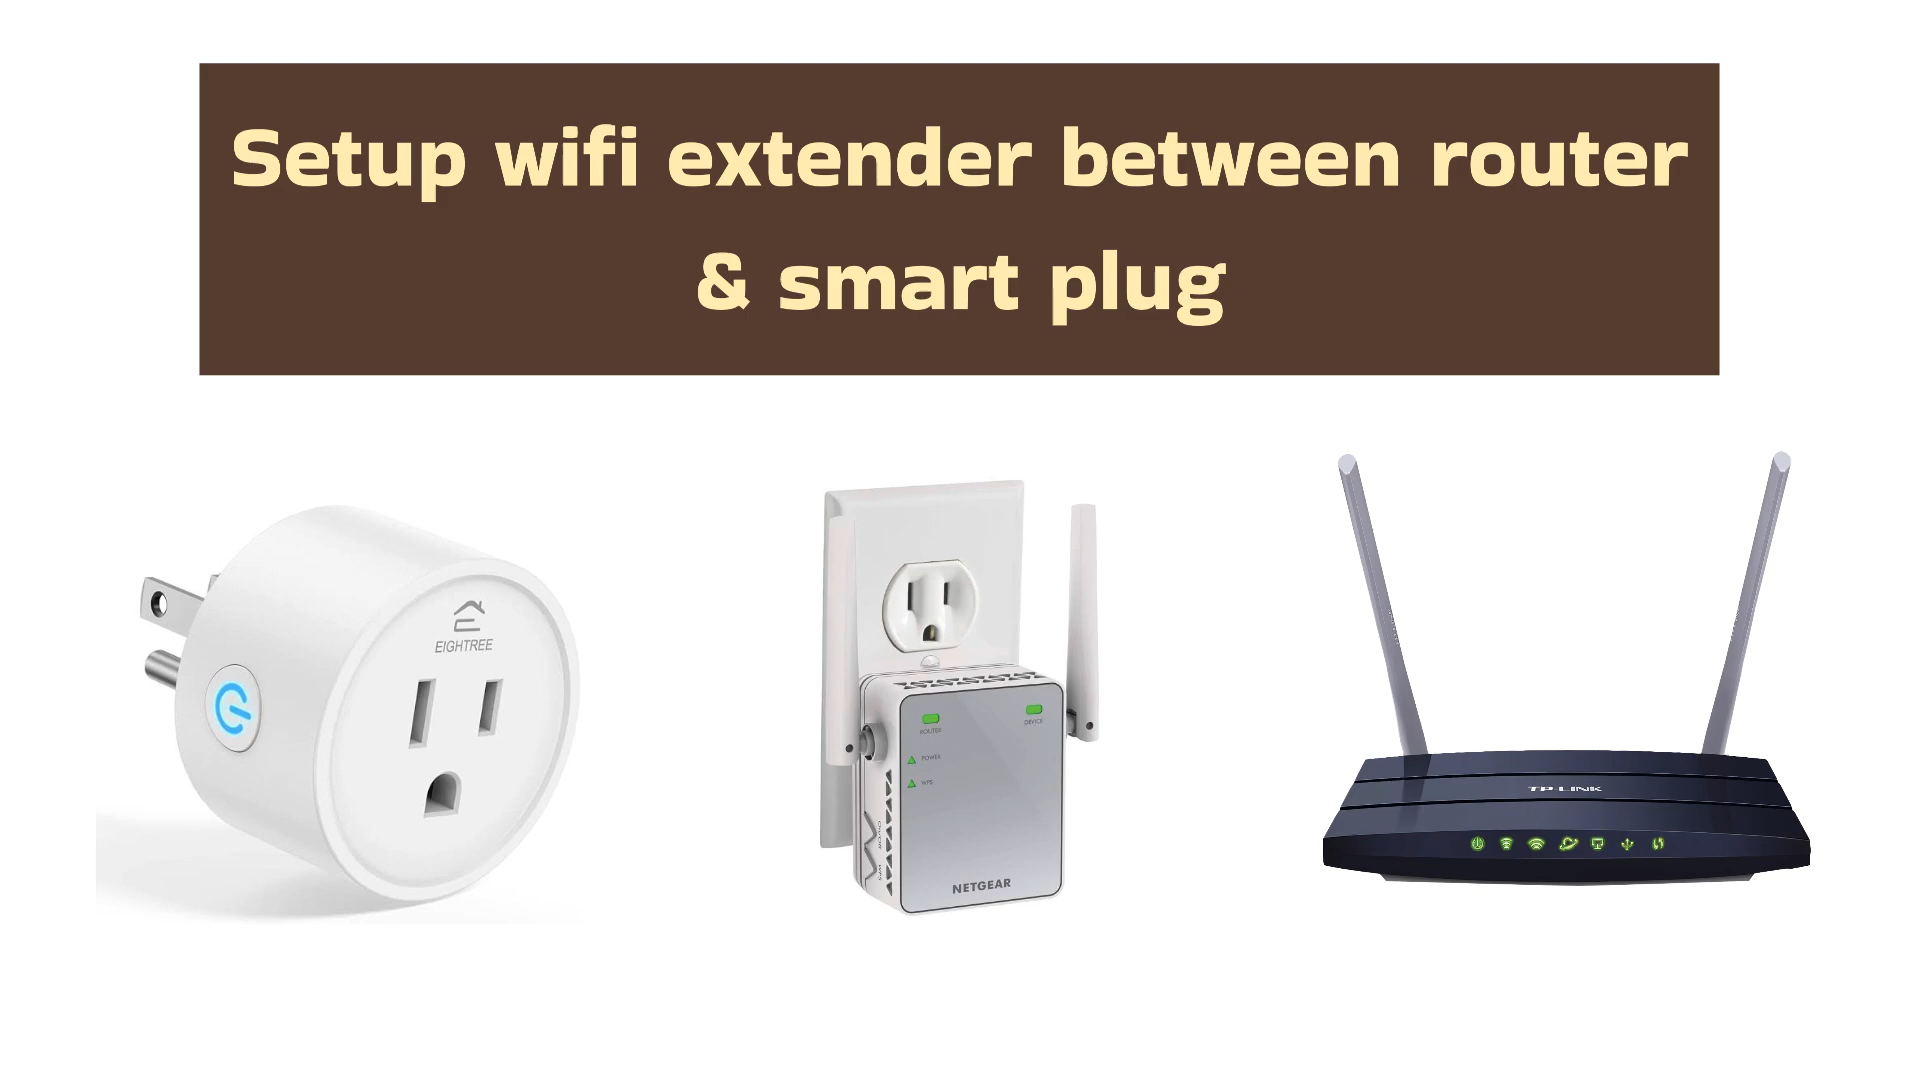 Setup wifi extender between router
& smart plug
EIGHTREE
ROUTER
DEVICE
POWER
WPS
NETGEAR
TP-LINK